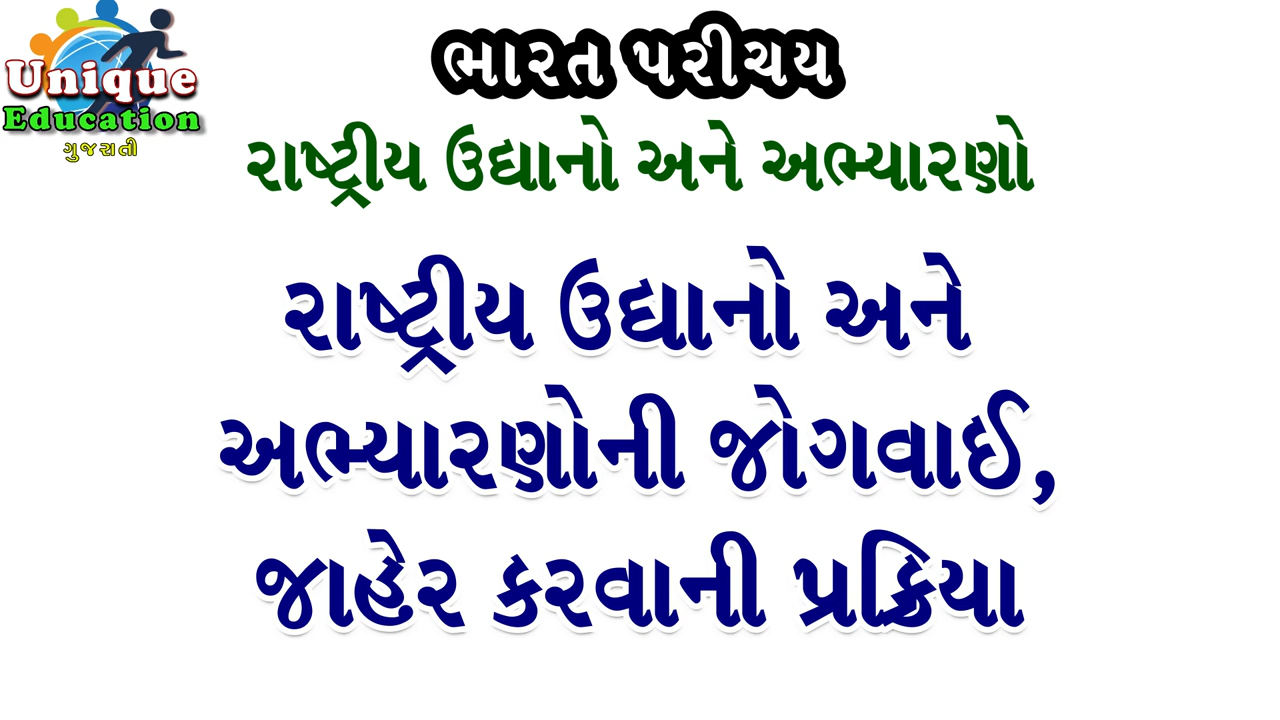 Unique
Education
ગુજરાતી
ભારત પરીચય
રાષ્ટ્રીય ઉદ્યાનો અને અભ્યારણો
રાષ્ટ્રીય ઉદ્યાનો અને
અભ્યારણોની જોગવાઈ,
જાહેર કરવાની પ્રક્રિયા